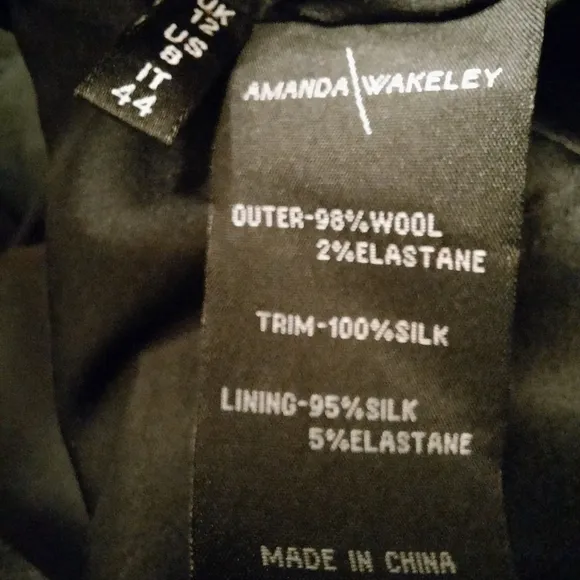 UK
12
US
8
IT
44
AMANDA WAKELEY
OUTER-98%WOOL
2%ELASTANE
TRIM-100%SILK
LINING-95%SILK
5%ELASTANE
MADE IN CHINA